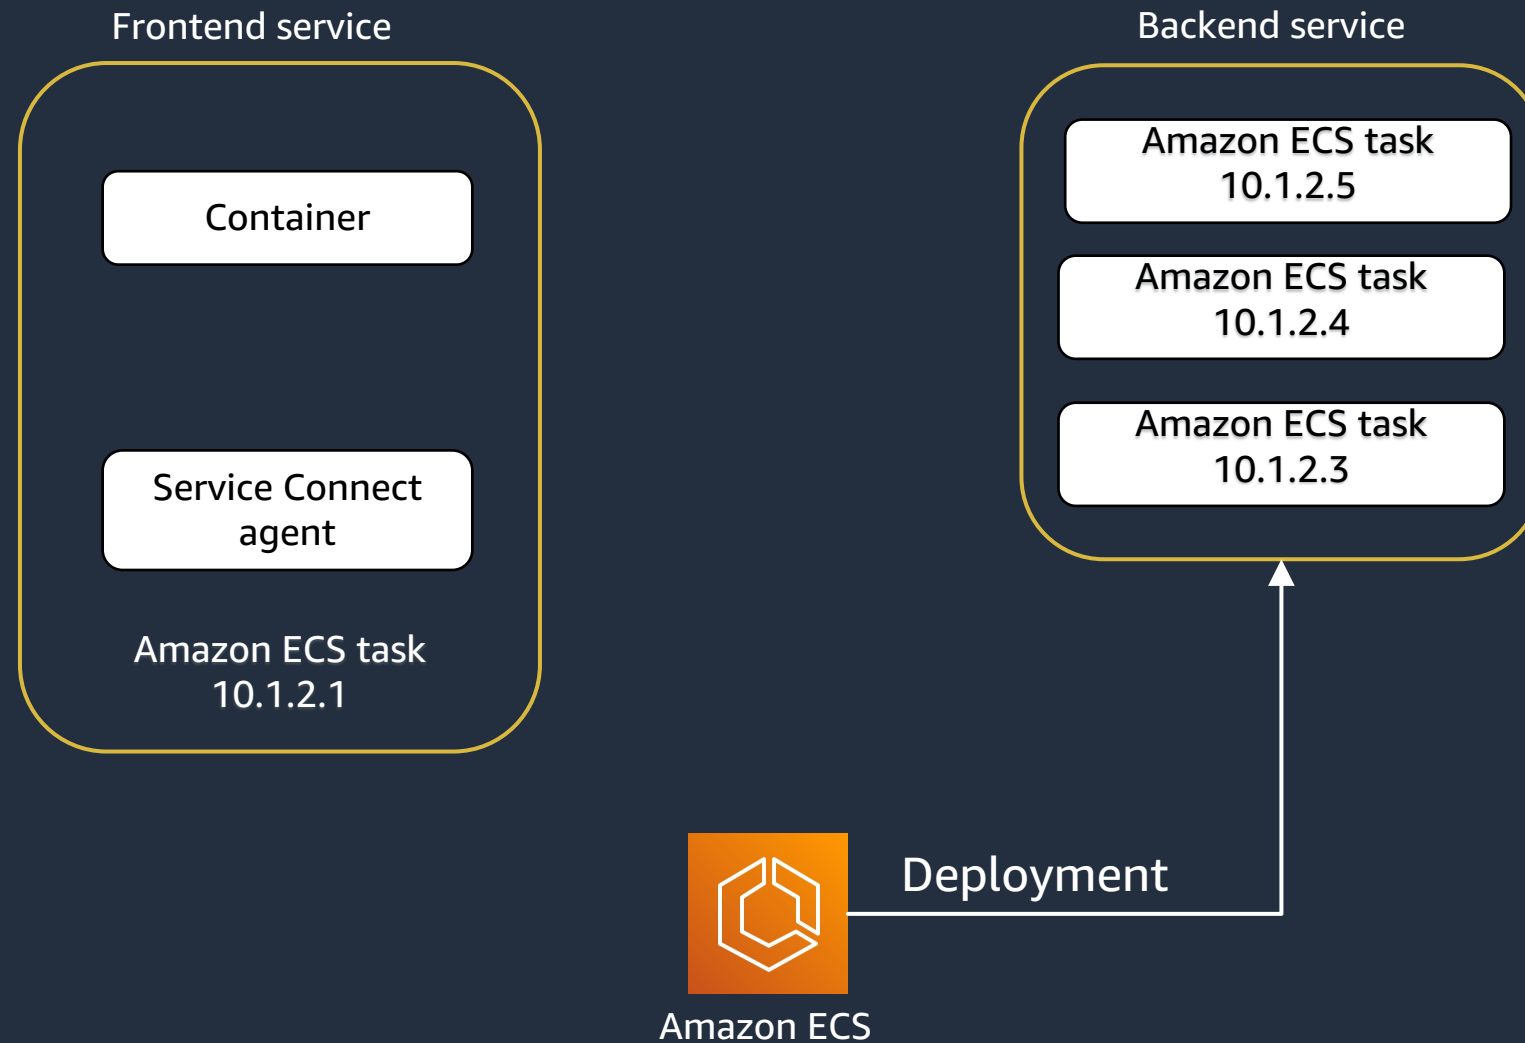 Frontend service
Container
Service Connect
agent
Amazon ECS task
10.1.2.1
Backend service
Amazon ECS task
10.1.2.5
Amazon ECS task
10.1.2.4
Amazon ECS task
10.1.2.3
Deployment
Amazon ECS